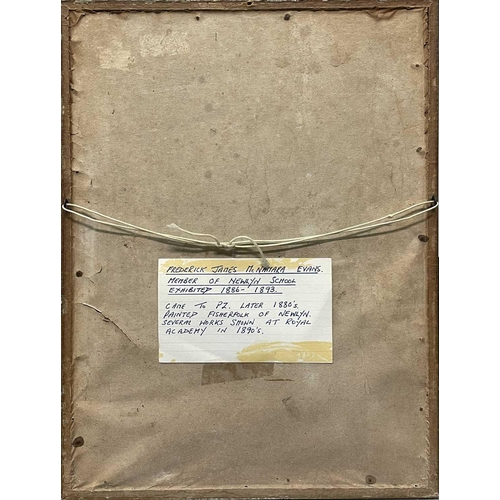 FREDERICK JAMES McNAMARA EVANS.
MEMBER OF NEWLYN SCHOOL
EXHIBITED 1886-1893.
CAME TO PZ. LATER 1880'S.
PAINTED FISHERFOLK OF NEWLYN.
SEVERAL WORKS SHOWN AT ROYAL
ACADEMY IN 1890'S.